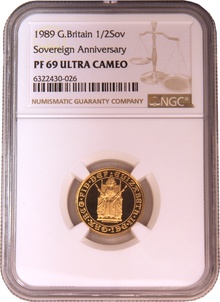 1989 G.Britain 1/2Sov
Sovereign Anniversary
PF 69 ULTRA CAMEO
6322430-026
NUMISMATIC GUARANTY COMPANY
NGC